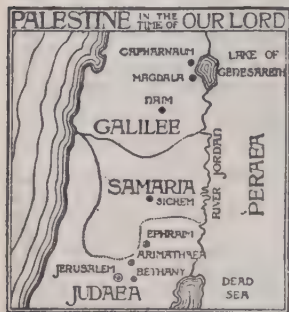 PALESTINE IN THE TIME OF OUR LORD
CAPHARNAUM
LAKE OF
GENESARETH
MAGDALA
NAIM
GALILEE
RIVER JORDAN
PERAEA
SAMARIA
SICHEM
EPHRAIM
ARIMATHAEA
JERUSALEM
BETHANY
DEAD
SEA
JUDAEA